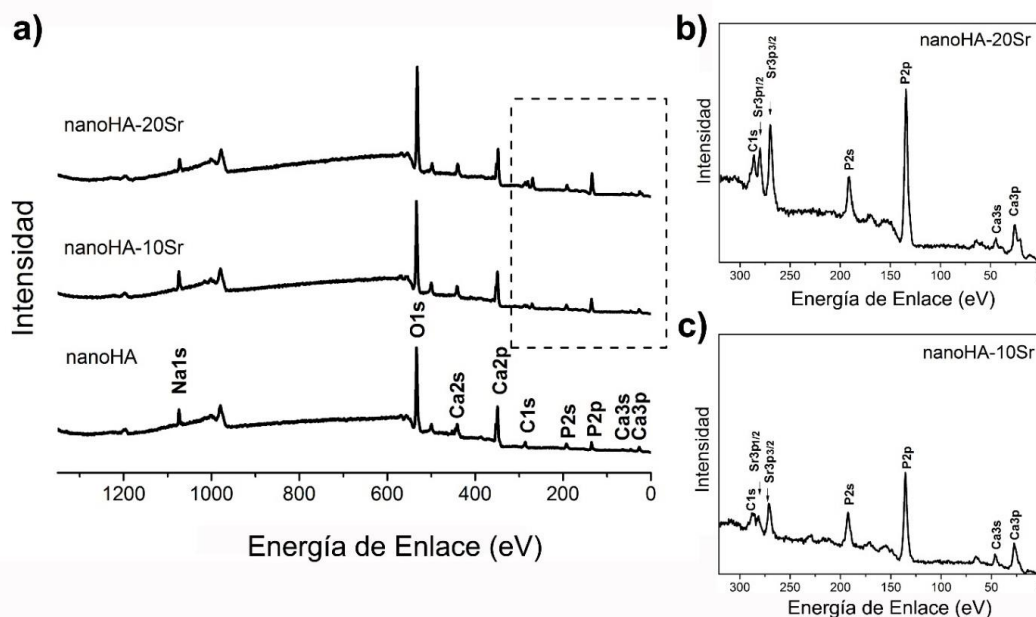 a)
Intensidad
nanoHA-20Sr
nanoHA-10Sr
nanoHA
Na1s
O1s
Ca2s
Ca2p
C1s
P2s
P2p
Ca3s
Ca3p
1200 1000 800 600 400 200 0
Energía de Enlace (eV)
b)
nanoHA-20Sr
Intensidad
C1s
Sr3p1/2
Sr3p3/2
P2s
P2p
Ca3s
Ca3p
300 250 200 150 100 50
Energía de Enlace (eV)
c)
nanoHA-10Sr
Intensidad
C1s
Sr3p1/2
Sr3p3/2
P2s
P2p
Ca3s
Ca3p
300 250 200 150 100 50
Energía de Enlace (eV)